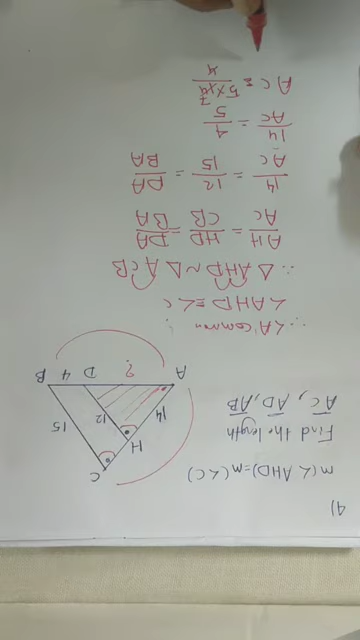 4)
m(∠AHD)=m(∠C)
Find the length
AC, AD, AB
C
H
14 12 15
A ? D 4 B
∴ ∠A common
∠AHD ≡ ∠C
∴ △AHD ~ △ACB
AH/AC = HD/CB = DA/BA
14/AC = 12/15 = DA/BA
14/AC = 4/5
AC = 5×14 7/4